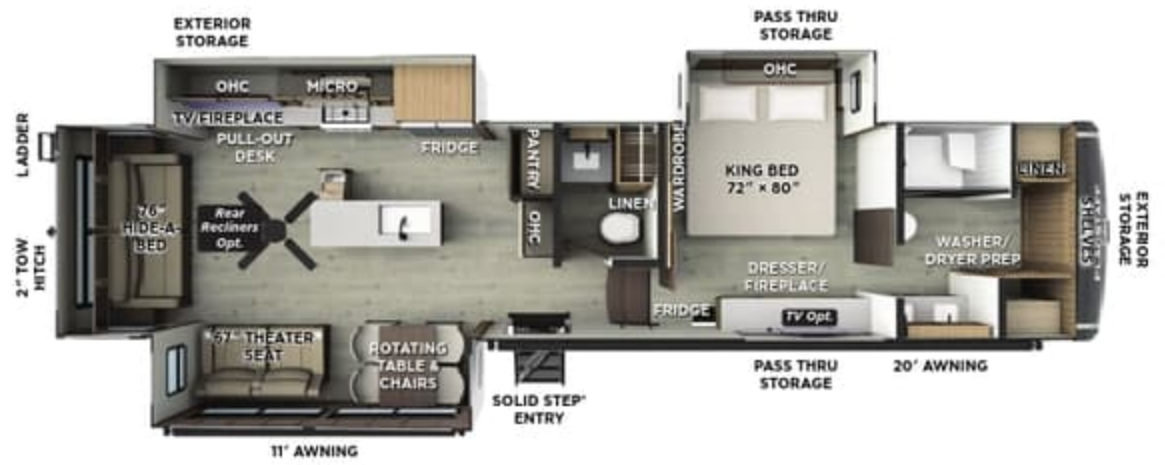 EXTERIOR
STORAGE
PASS THRU
STORAGE
OHC
MICRO
OHC
TV/FIREPLACE
PULL-OUT
DESK
FRIDGE
LADDER
PANTRY
WARDROBE
KING BED
72" × 80"
LINEN
LINEN
76"
HIDE-A-
BED
Rear
Recliners
Opt.
OHC
SHELVES
EXTERIOR
STORAGE
2" TOW
HITCH
WASHER/
DRYER PREP
DRESSER/
FIREPLACE
FRIDGE
TV Opt.
67" THEATER
SEAT
ROTATING
TABLE &
CHAIRS
PASS THRU
STORAGE
20' AWNING
SOLID STEP®
ENTRY
11' AWNING